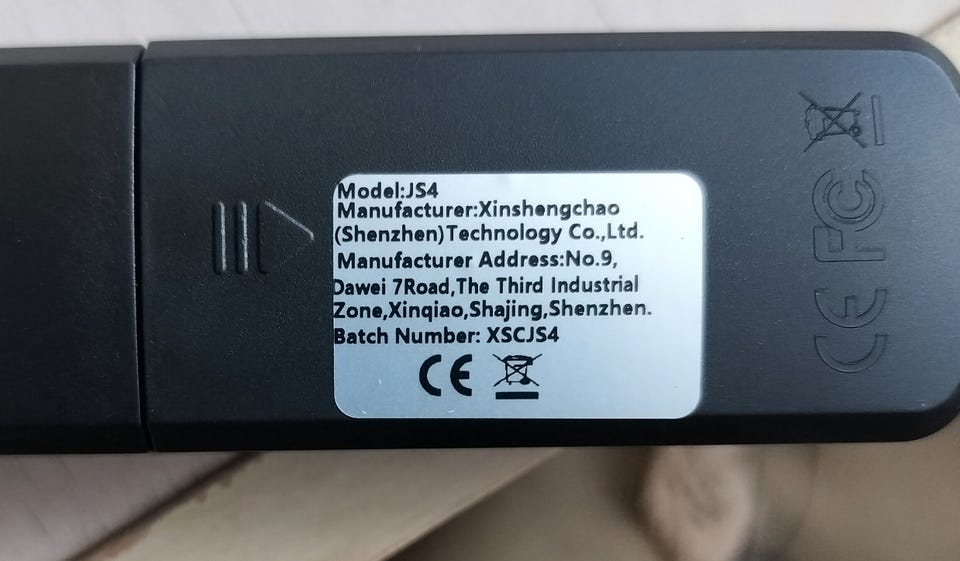 Model:JS4
Manufacturer:Xinshengchao
(Shenzhen)Technology Co.,Ltd.
Manufacturer Address:No.9,
Dawei 7Road,The Third Industrial
Zone,Xinqiao,Shajing,Shenzhen.
Batch Number: XSCJS4
CE
CE FC